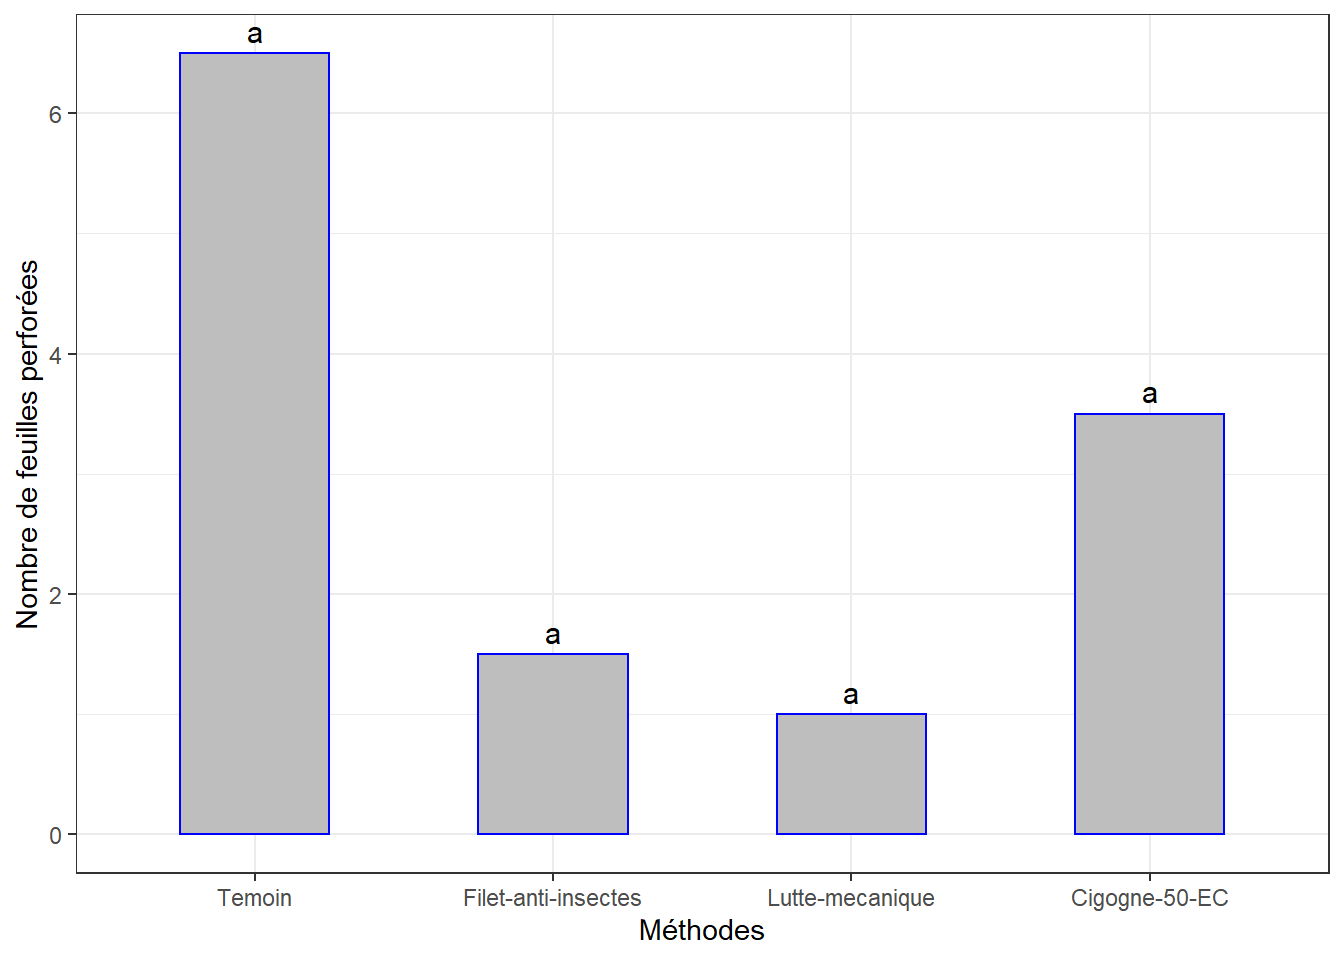 Nombre de feuilles perforées
6
4
2
0
a
a
a
a
Temoin Filet-anti-insectes Lutte-mecanique Cigogne-50-EC
Méthodes